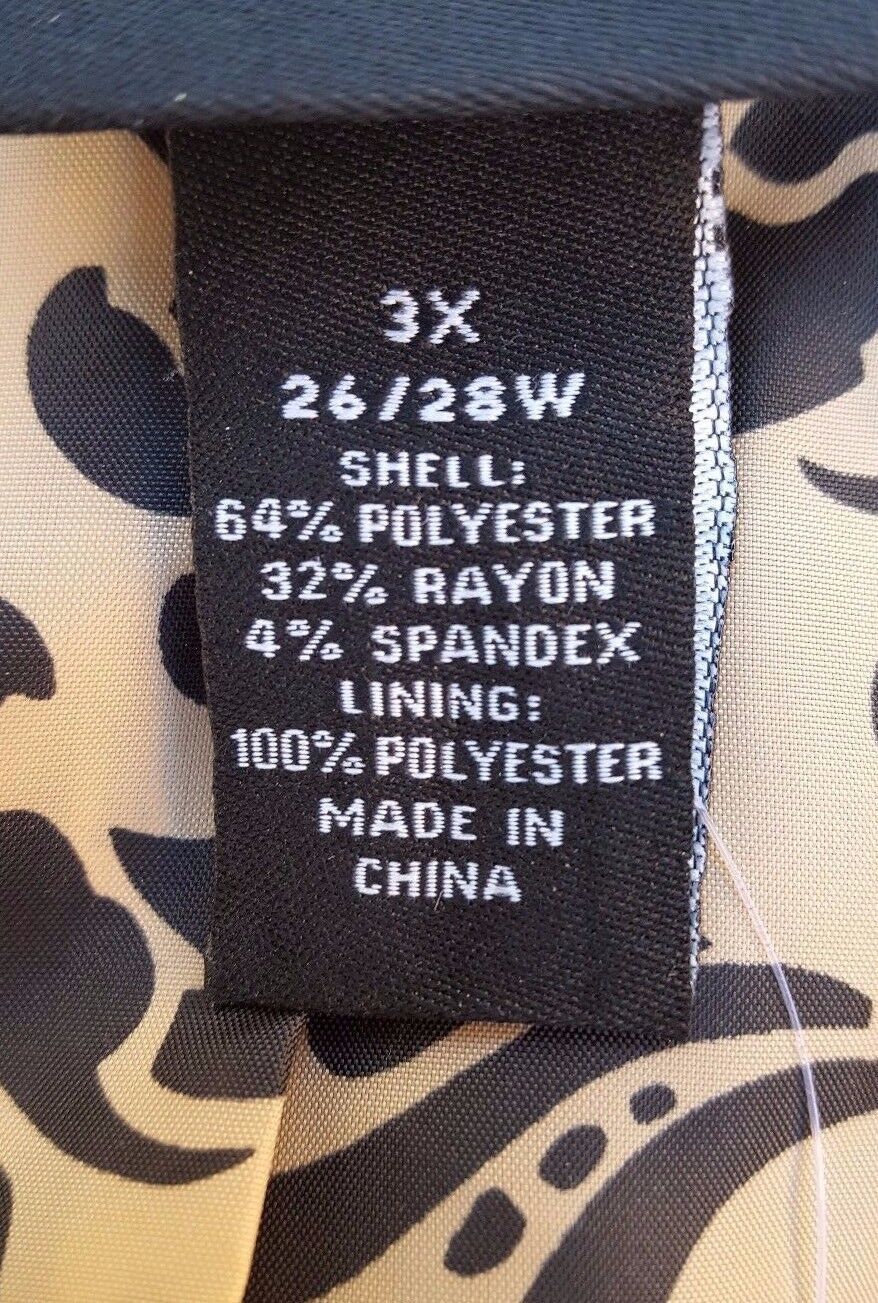 3X
26/28W
SHELL:
64% POLYESTER
32% RAYON
4% SPANDEX
LINING:
100% POLYESTER
MADE IN
CHINA